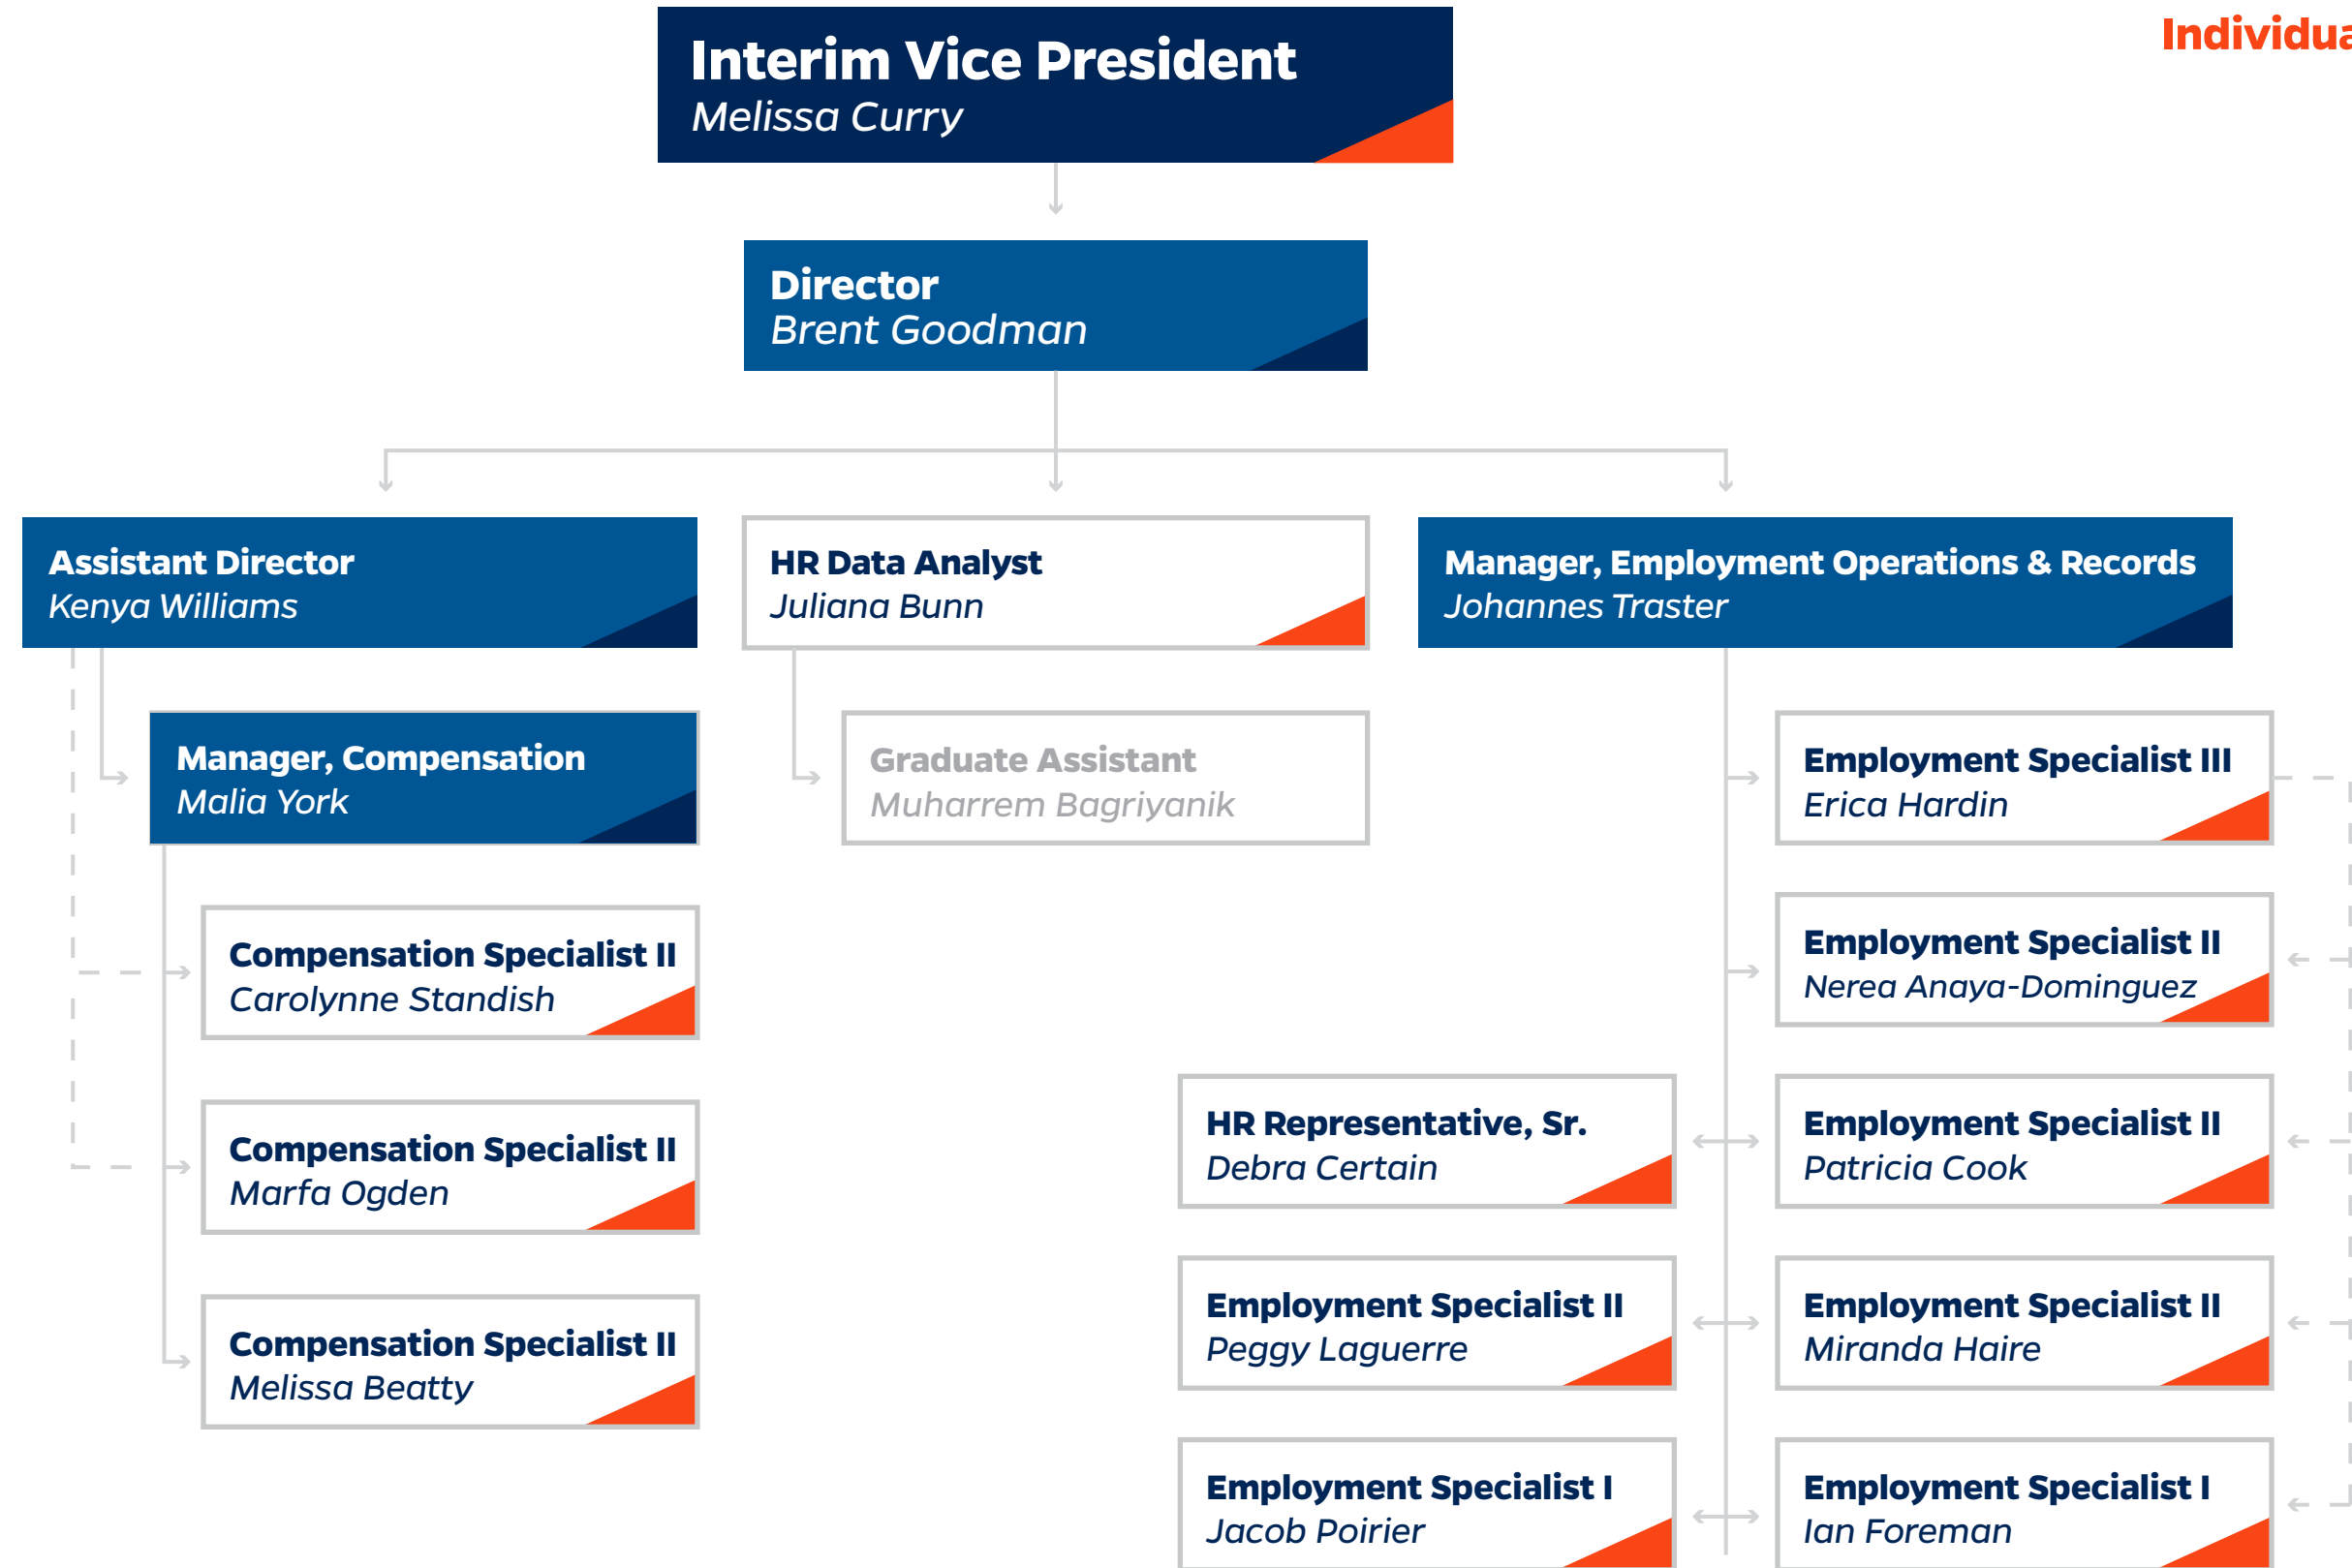 Interim Vice President
Melissa Curry
Director
Brent Goodman
Assistant Director
Kenya Williams
HR Data Analyst
Juliana Bunn
Manager, Employment Operations & Records
Johannes Traster
Manager, Compensation
Malia York
Graduate Assistant
Muharrem Bagriyanik
Employment Specialist III
Erica Hardin
Compensation Specialist II
Carolynne Standish
Employment Specialist II
Nerea Anaya-Dominguez
Compensation Specialist II
Marfa Ogden
HR Representative, Sr.
Debra Certain
Employment Specialist II
Patricia Cook
Compensation Specialist II
Melissa Beatty
Employment Specialist II
Peggy Laguerre
Employment Specialist II
Miranda Haire
Employment Specialist I
Jacob Poirier
Employment Specialist I
Ian Foreman